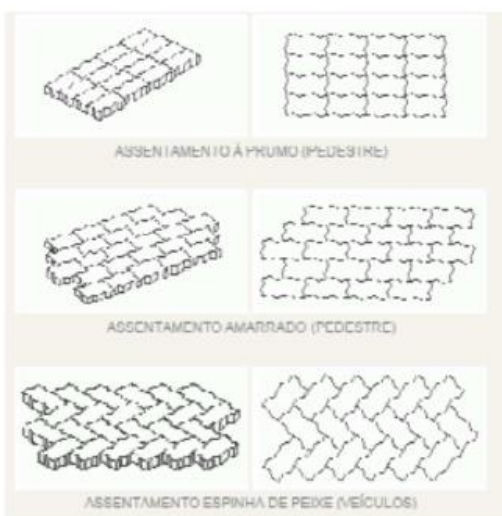 ASSENTAMENTO À PRUMO (PEDESTRE)
ASSENTAMENTO AMARRADO (PEDESTRE)
ASSENTAMENTO ESPINHA DE PEIXE (VEÍCULOS)